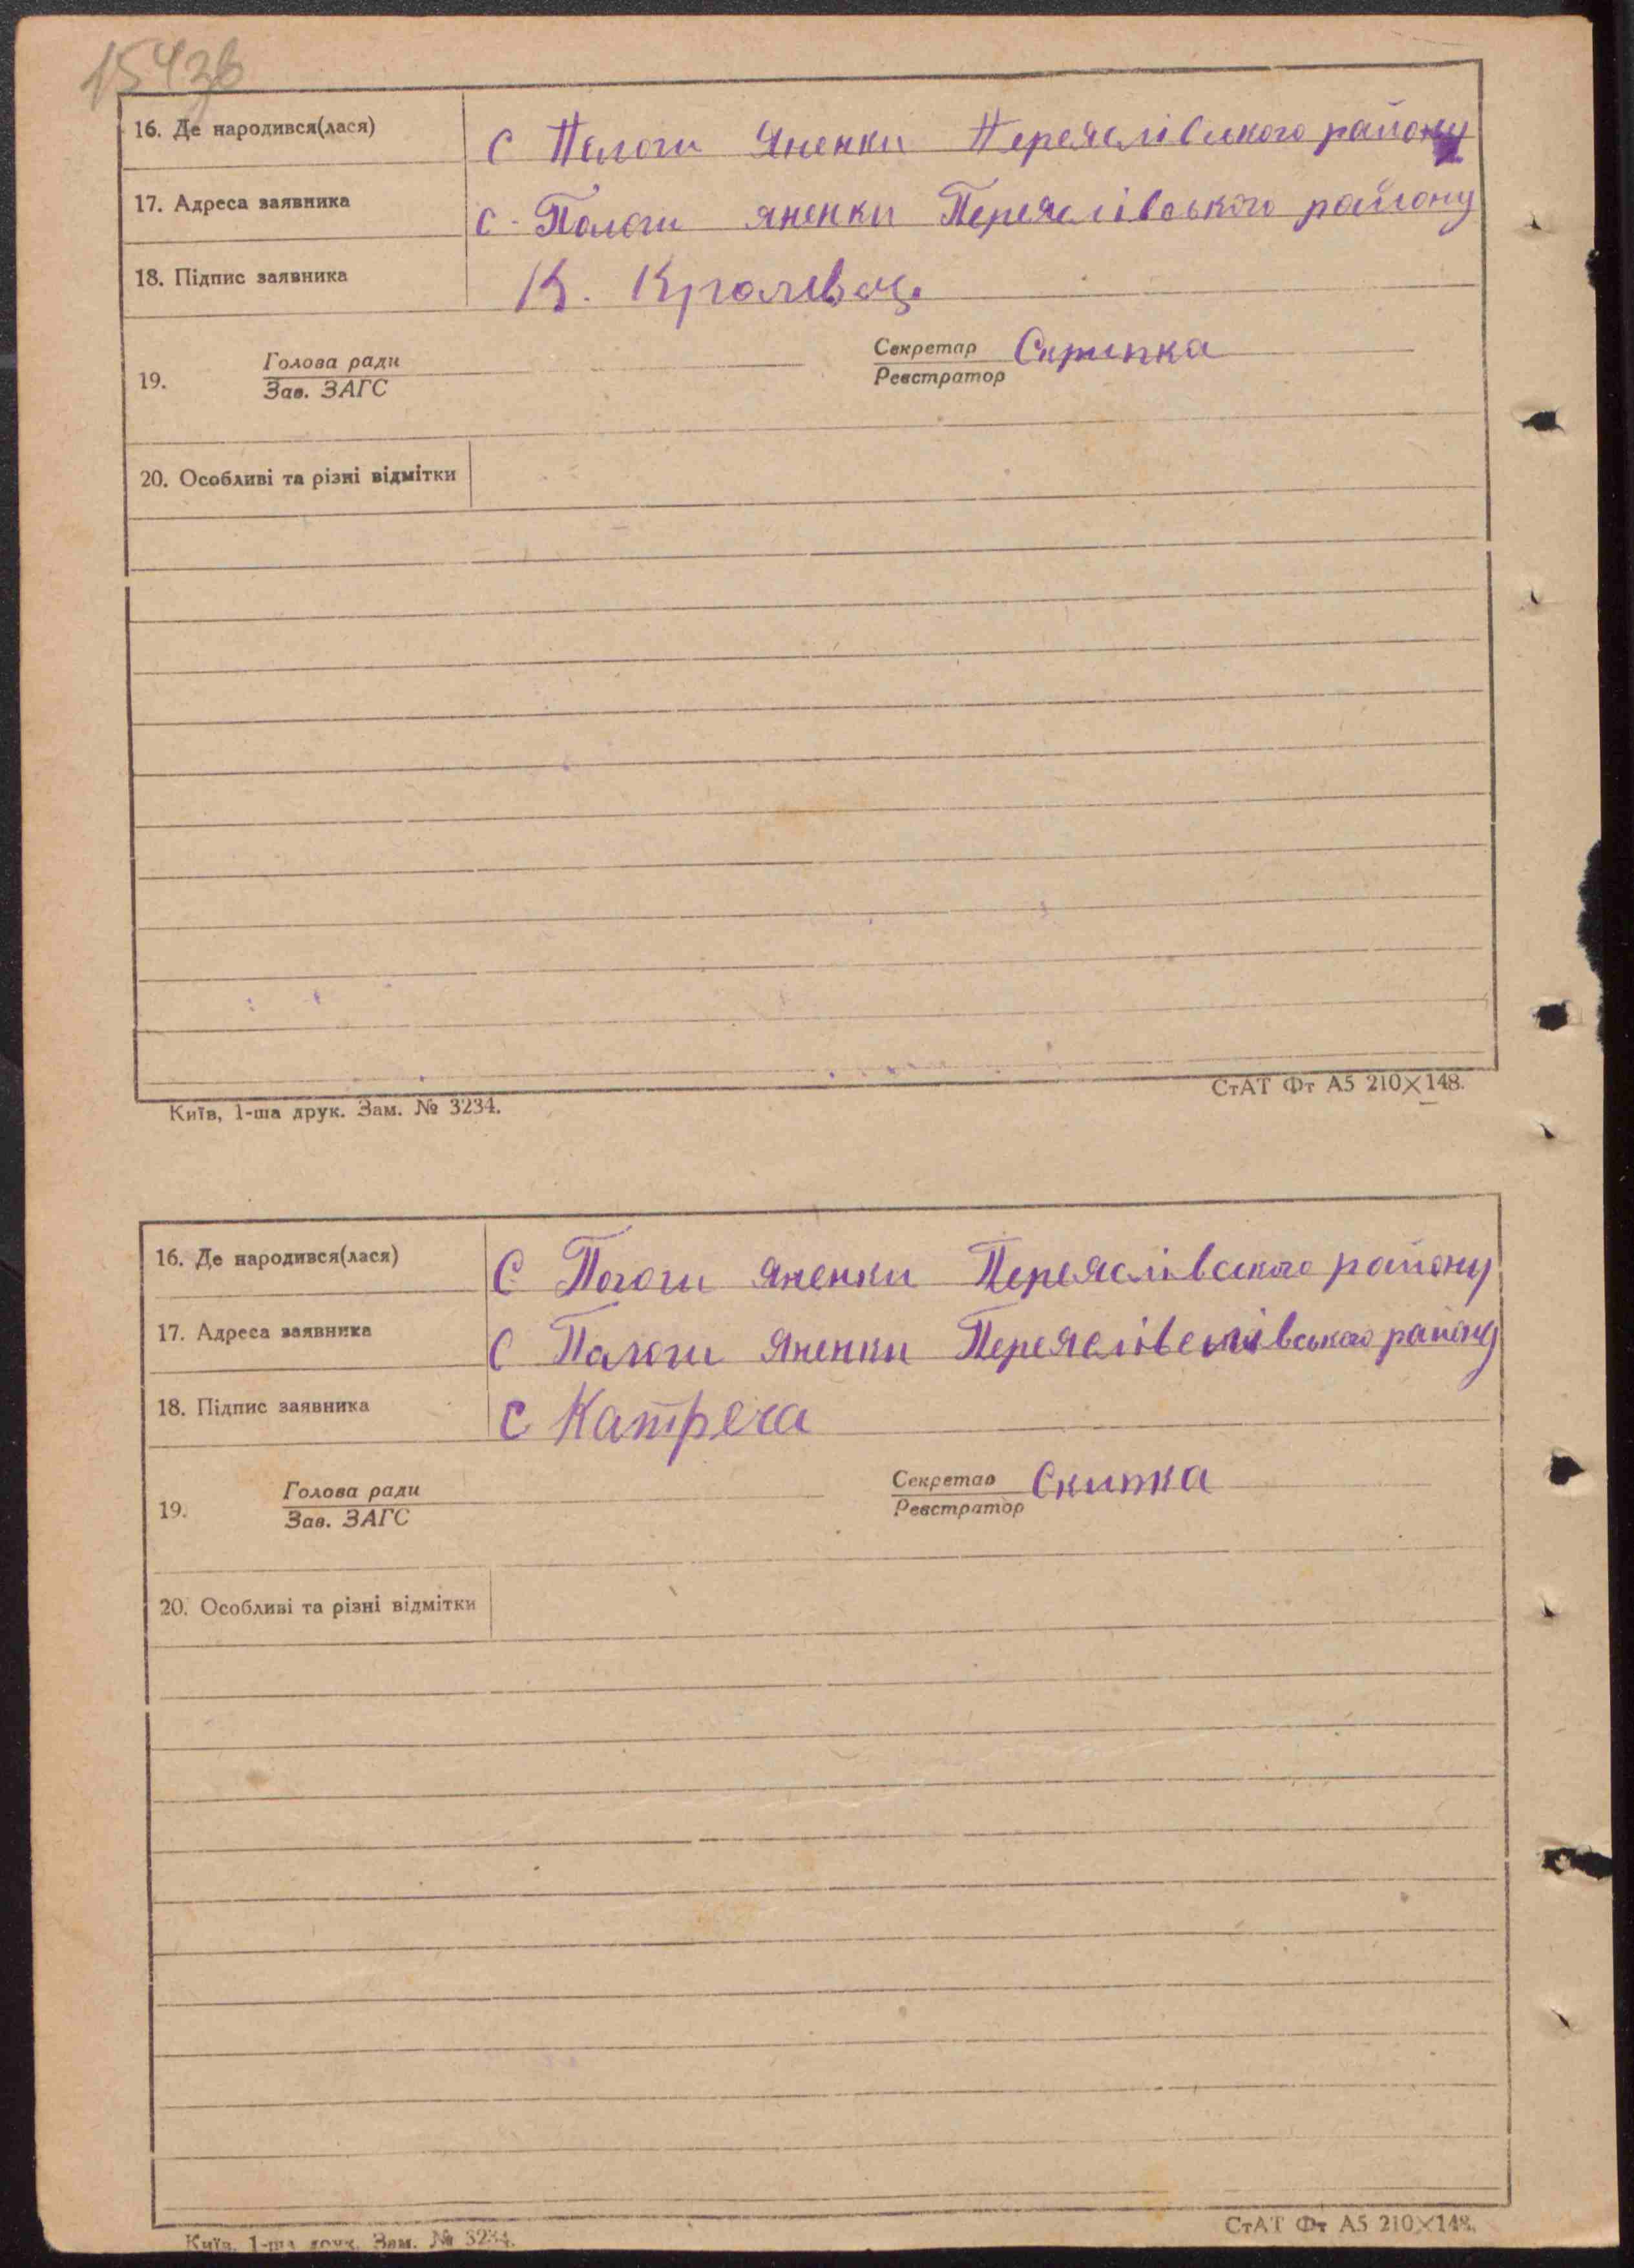 15436
16. Де народився(лася) с Пологи Яненки Переяслівського району
17. Адреса заявника с-Пологи яненки Переяслівського району
18. Підпис заявника К.
19. Голова ради Секретар Скрипка
Зав. ЗАГС Реєстратор
20. Особливі та різні відмітки
Київ, 1-ша друк. Зам. № 3234. СтАТ Фт А5 210×148.
16. Де народився(лася) С Пологи яненки Переяслівського району
17. Адреса заявника С Пологи яненки району
18. Підпис заявника С Катреча
19. Голова ради Секретар Скипка
Зав. ЗАГС Реєстратор
20. Особливі та різні відмітки
Київ, 1-ша друк. Зам. № 3234. СтАТ Фт А5 210×148.